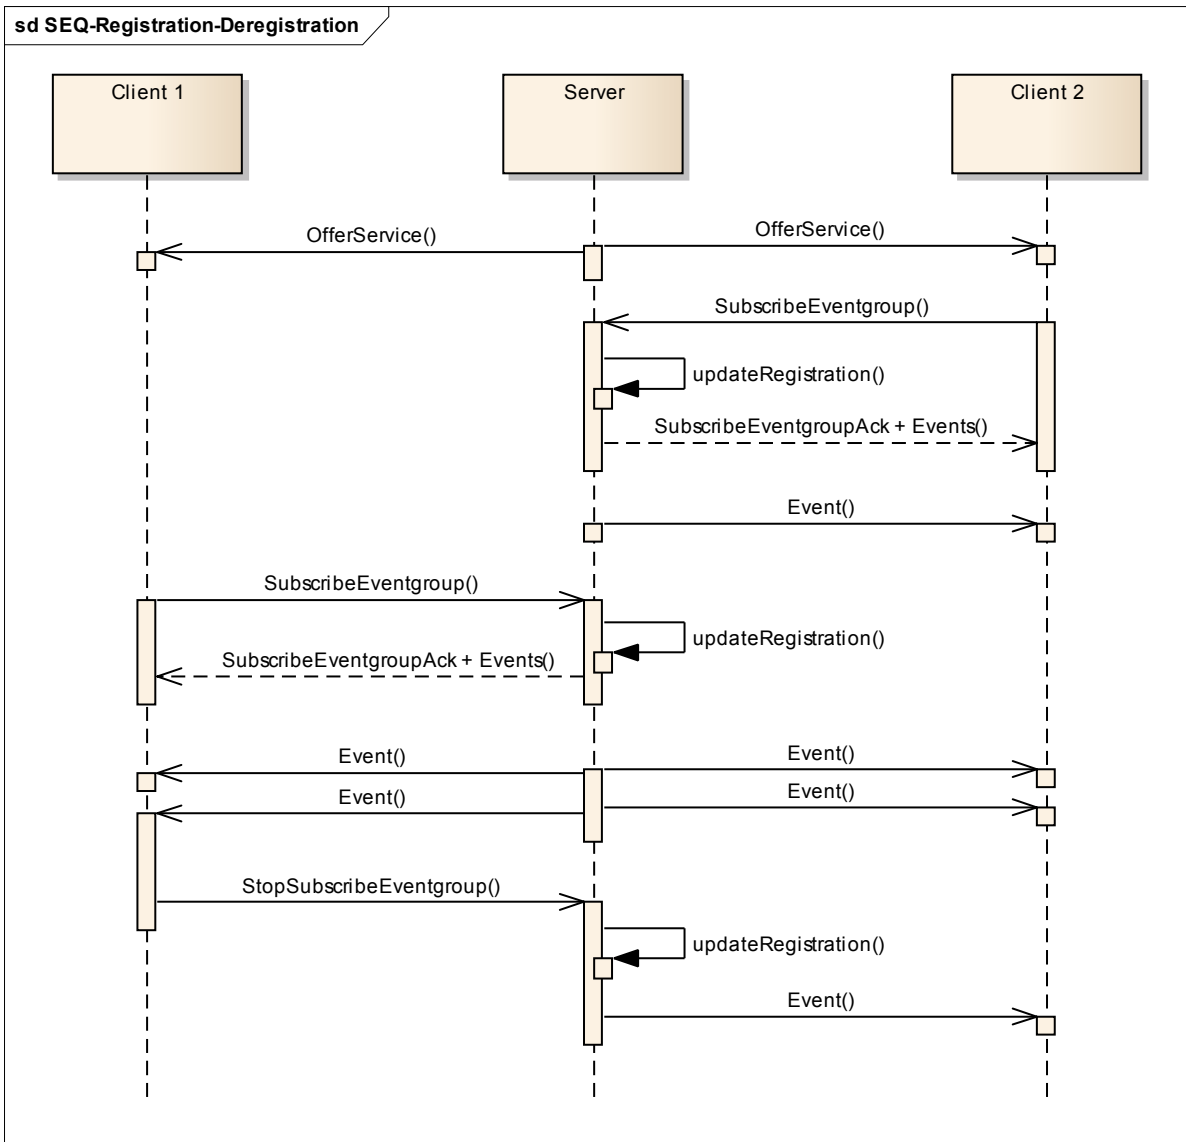 sd SEQ-Registration-Deregistration
Client 1
Server
Client 2
OfferService()
OfferService()
SubscribeEventgroup()
updateRegistration()
SubscribeEventgroupAck + Events()
Event()
SubscribeEventgroup()
updateRegistration()
SubscribeEventgroupAck + Events()
Event()
Event()
Event()
Event()
StopSubscribeEventgroup()
updateRegistration()
Event()